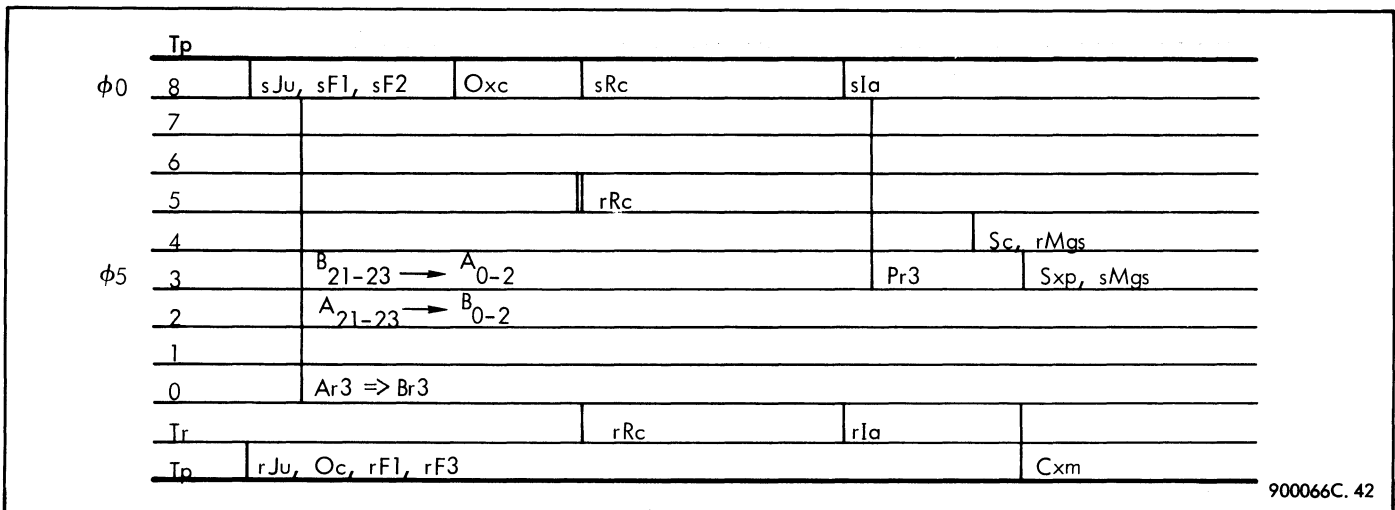 Tp
ϕ0 8 sJu, sF1, sF2 Oxc sRc sIa
7
6
5 rRc
4 Sc, rMgs
ϕ5 3 B21-23 → A0-2 Pr3 Sxp, sMgs
2 A21-23 → B0-2
1
0 Ar3 => Br3
Tr rRc rIa
Tp rJu, Oc, rF1, rF3 Cxm
900066C. 42